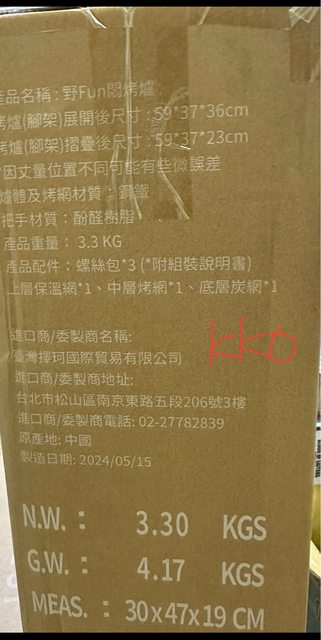 產品名稱：野Fun悶烤爐
烤爐(腳架)展開後尺寸：59*37*36cm
烤爐(腳架)摺疊後尺寸：59*37*23cm
*因丈量位置不同可能有些微誤差
爐體及烤網材質：鋼鐵
把手材質：酚醛樹脂
產品重量：3.3 KG
產品配件：螺絲包*3 (*附組裝說明書)
上層保溫網*1、中層烤網*1、底層炭網*1
進口商/委製商名稱:
臺灣擇珂國際貿易有限公司
KKO
進口商/委製商地址:
台北市松山區南京東路五段206號3樓
進口商/委製商電話: 02-27782839
原產地: 中國
製造日期: 2024/05/15
N.W.： 3.30 KGS
G.W.： 4.17 KGS
MEAS.： 30x47x19 CM